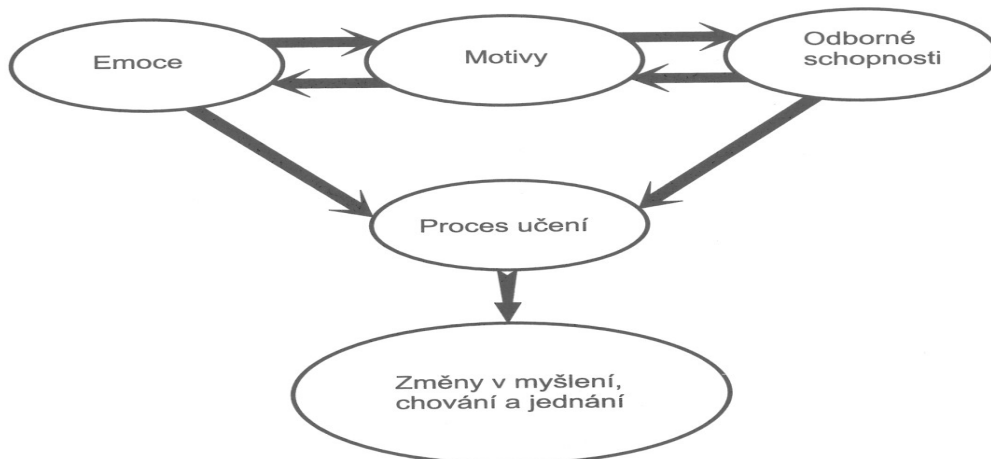 Emoce
Motivy
Odborné
schopnosti
Proces učení
Změny v myšlení,
chování a jednání